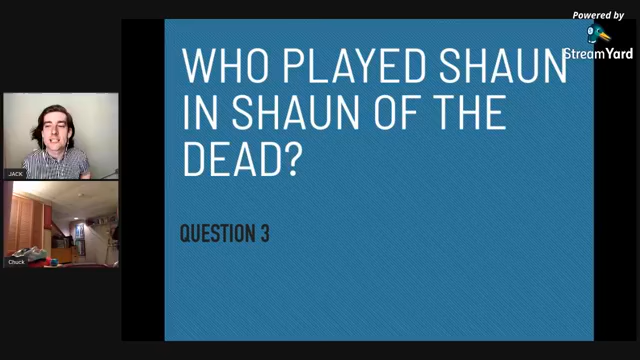 Powered by
StreamYard
WHO PLAYED SHAUN
IN SHAUN OF THE
DEAD?
QUESTION 3
JACK
Chuck